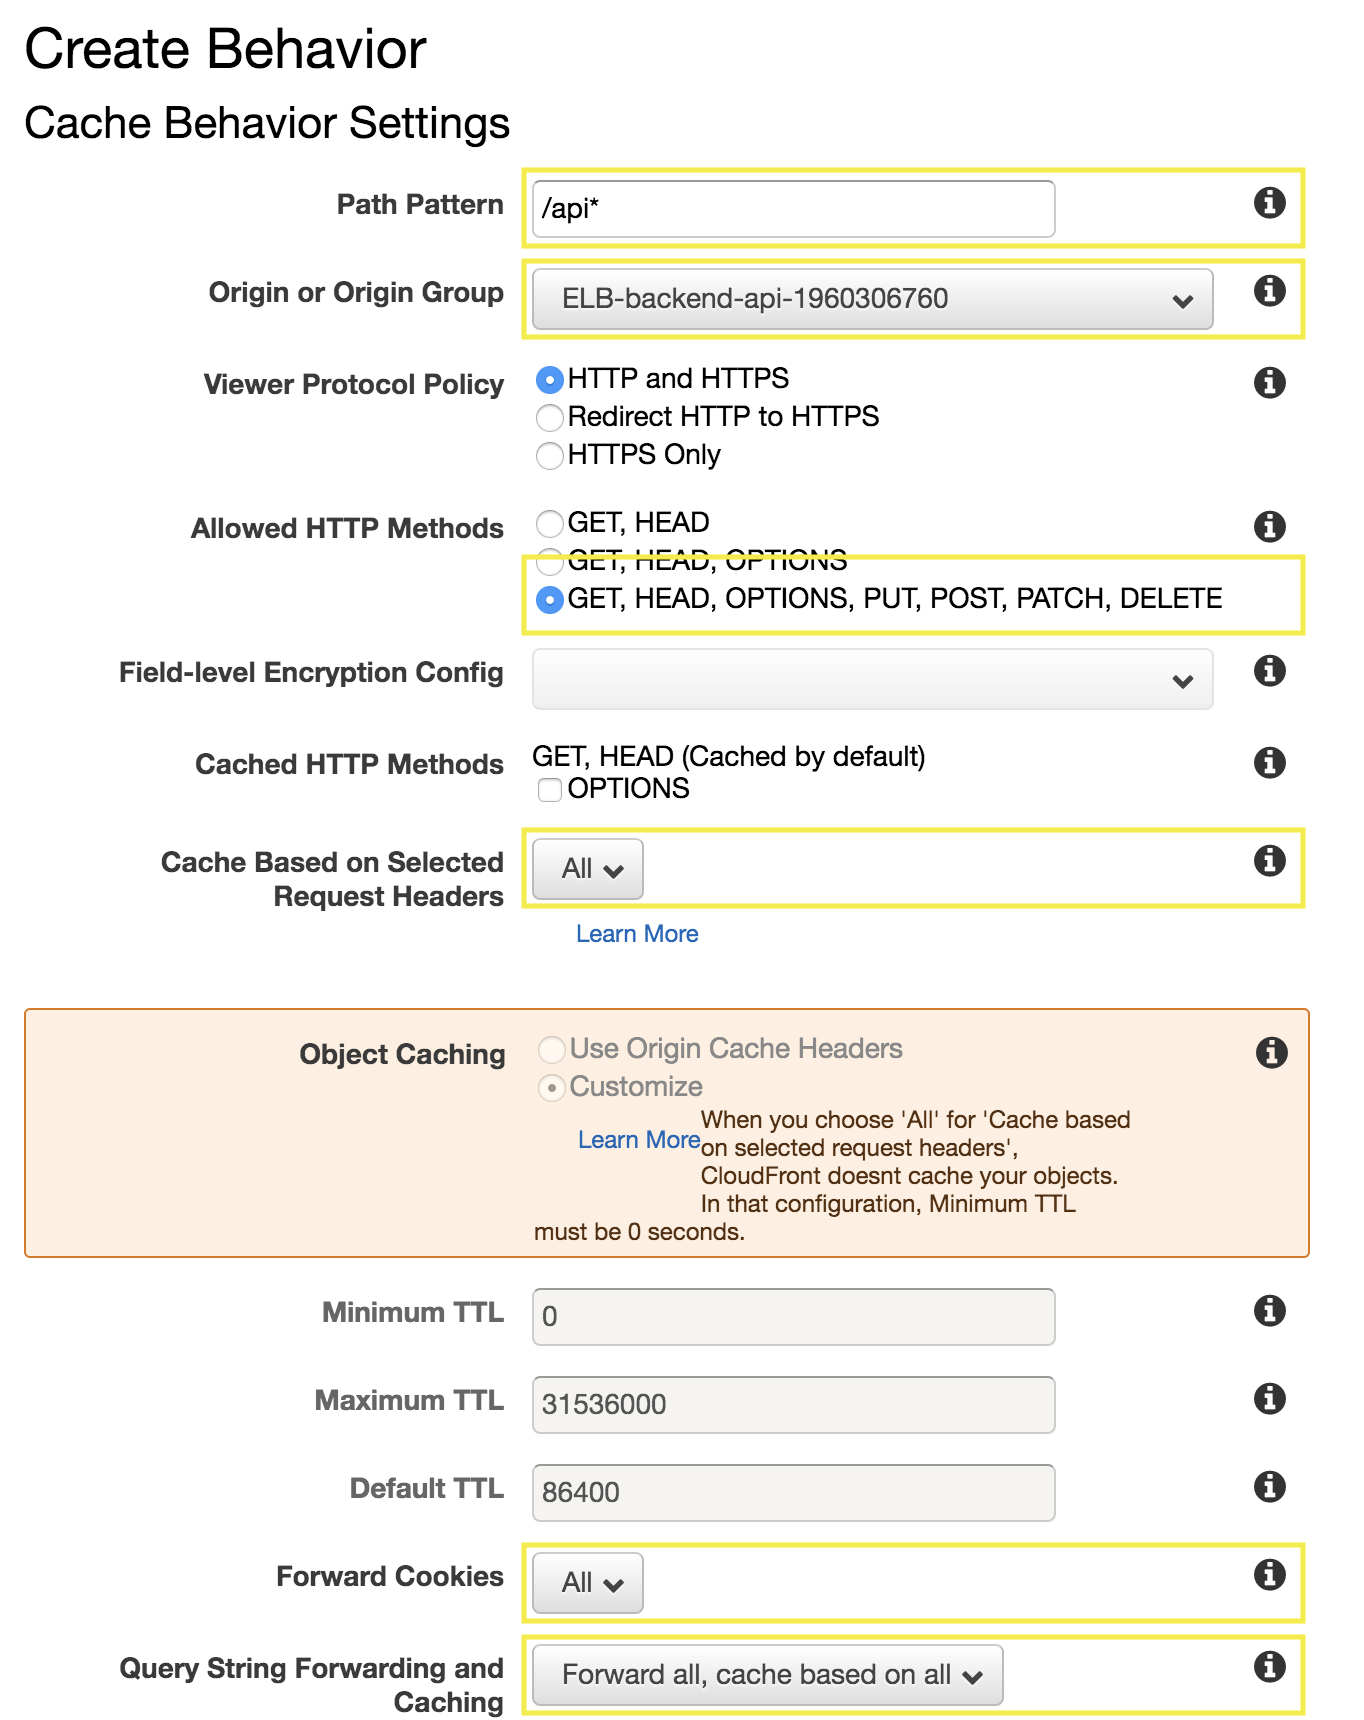 Create Behavior
Cache Behavior Settings
Path Pattern
/api*
Origin or Origin Group
ELB-backend-api-1960306760
Viewer Protocol Policy
HTTP and HTTPS
Redirect HTTP to HTTPS
HTTPS Only
Allowed HTTP Methods
GET, HEAD
GET, HEAD, OPTIONS
GET, HEAD, OPTIONS, PUT, POST, PATCH, DELETE
Field-level Encryption Config
Cached HTTP Methods
GET, HEAD (Cached by default)
OPTIONS
Cache Based on Selected
Request Headers
All
Learn More
Object Caching
Use Origin Cache Headers
Customize
Learn More
When you choose 'All' for 'Cache based
on selected request headers',
CloudFront doesnt cache your objects.
In that configuration, Minimum TTL
must be 0 seconds.
Minimum TTL
0
Maximum TTL
31536000
Default TTL
86400
Forward Cookies
All
Query String Forwarding and
Caching
Forward all, cache based on all